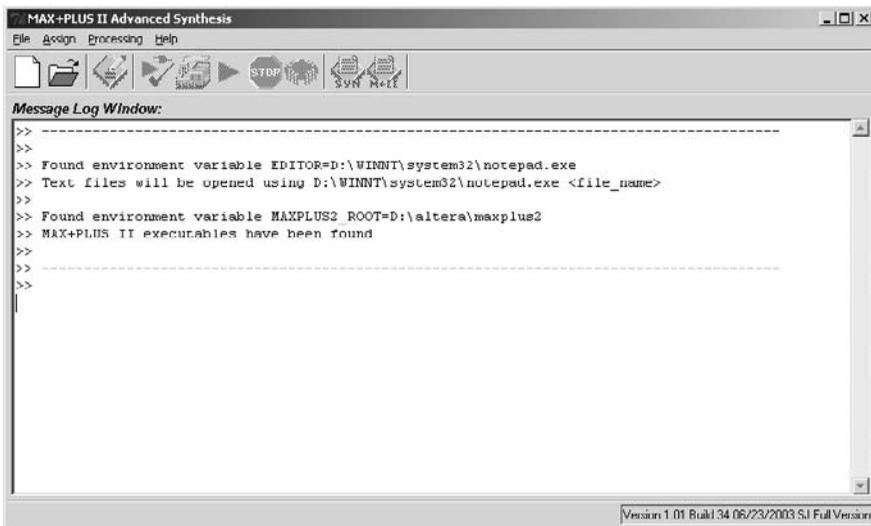 MAX+PLUS II Advanced Synthesis
File Assign Processing Help
STOP
SYN
Message Log Window:
>> ---------------------------------------------------------------------------------------
>>
>> Found environment variable EDITOR=D:\WINNT\system32\notepad.exe
>> Text files will be opened using D:\WINNT\system32\notepad.exe <file_name>
>>
>> Found environment variable MAXPLUS2_ROOT=D:\altera\maxplus2
>> MAX+PLUS II executables have been found
>>
>> ---------------------------------------------------------------------------------------
>>
Version 1.01 Build 34 06/23/2003 SJ Full Version